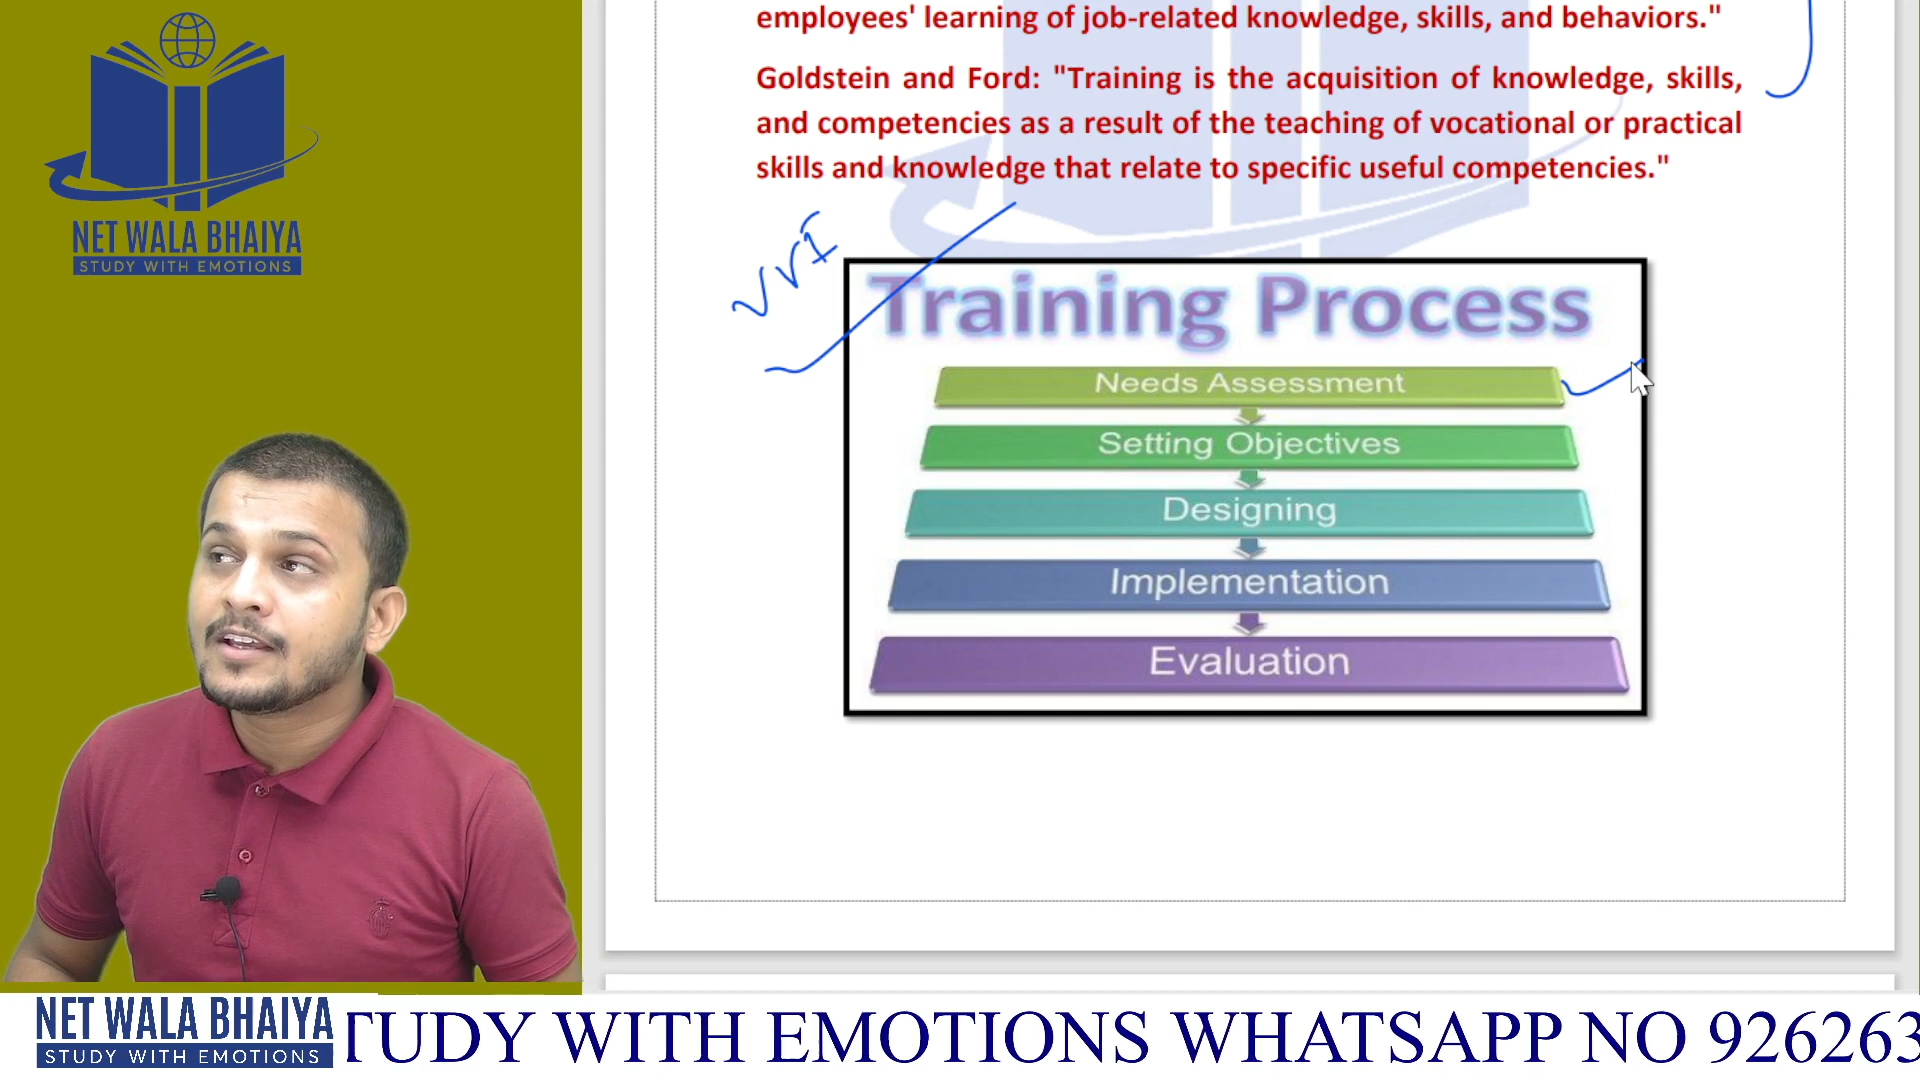 NET WALA BHAIYA
STUDY WITH EMOTIONS
employees' learning of job-related knowledge, skills, and behaviors."
Goldstein and Ford: "Training is the acquisition of knowledge, skills,
and competencies as a result of the teaching of vocational or practical
skills and knowledge that relate to specific useful competencies."
VVI
Training Process
Needs Assessment
Setting Objectives
Designing
Implementation
Evaluation
NET WALA BHAIYA
STUDY WITH EMOTIONS
TUDY WITH EMOTIONS WHATSAPP NO 926263